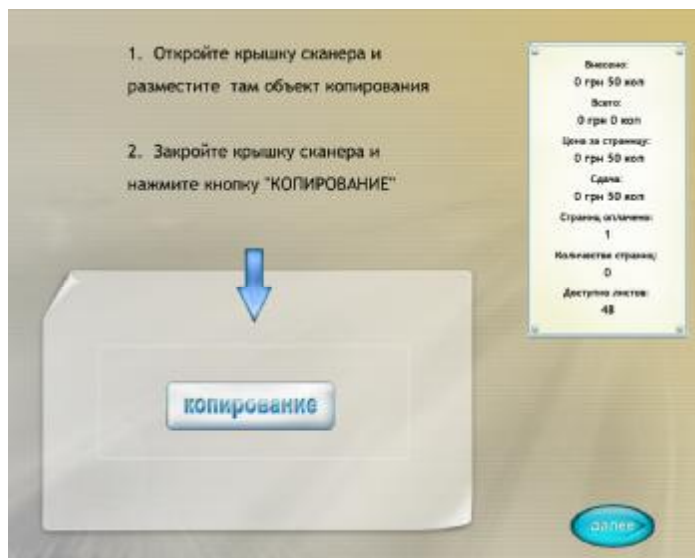 1. Откройте крышку сканера и
разместите там объект копирования
2. Закройте крышку сканера и
нажмите кнопку "КОПИРОВАНИЕ"
копирование
Внесено:
0 грн 50 коп
Всего:
0 грн 0 коп
Цена за страницу:
0 грн 50 коп
Сдача:
0 грн 50 коп
Страниц оплачено:
1
Количество страниц:
0
Доступно листов:
48
далее